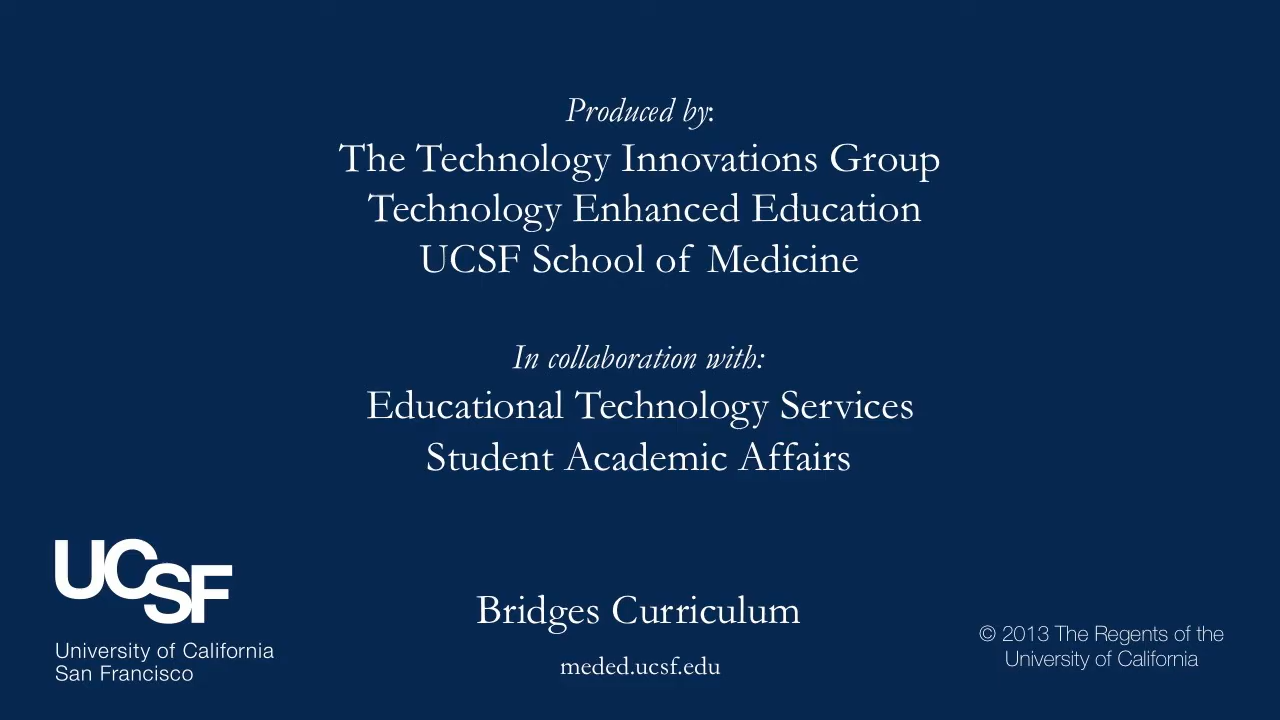 Produced by:
The Technology Innovations Group
Technology Enhanced Education
UCSF School of Medicine
In collaboration with:
Educational Technology Services
Student Academic Affairs
UCSF
University of California
San Francisco
Bridges Curriculum
meded.ucsf.edu
© 2013 The Regents of the
University of California